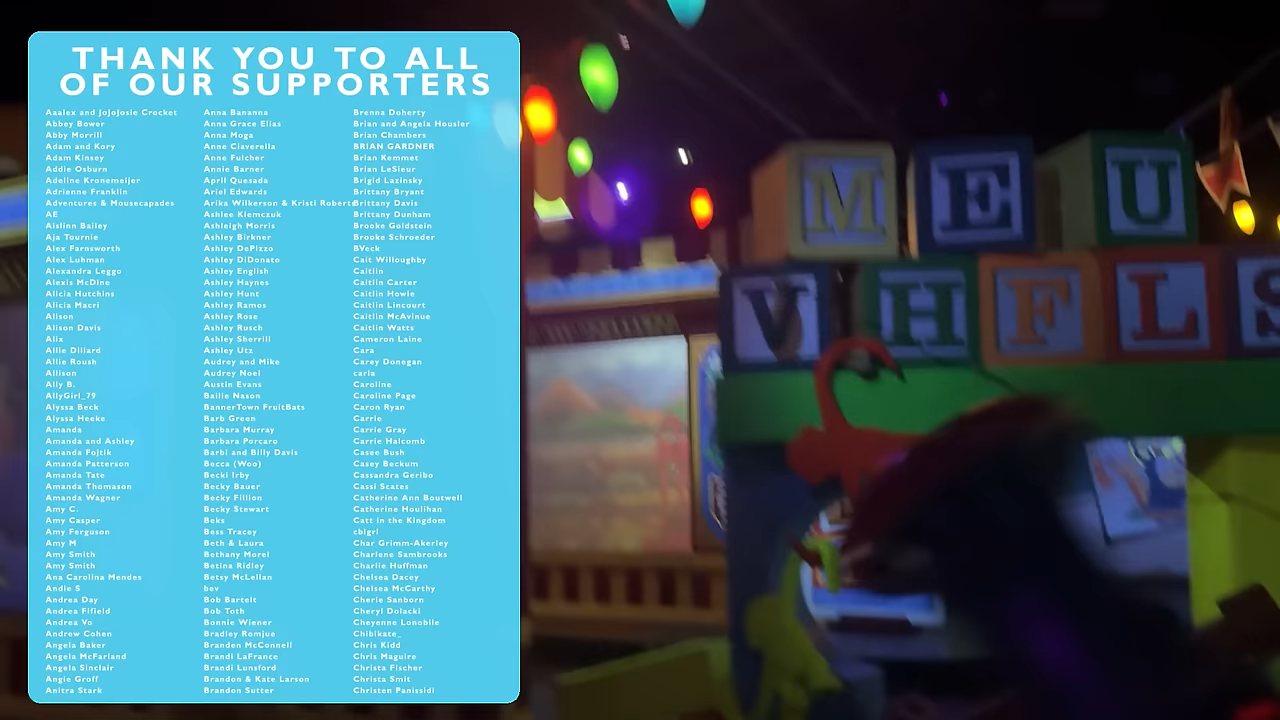 THANK YOU TO ALL
OF OUR SUPPORTERS
Aaalex and JoJoJosie Crocket
Abbey Bower
Abby Morrill
Adam and Kory
Adam Kinsey
Addie Osburn
Adeline Kronemeijer
Adrienne Franklin
Adventures & Mousecapades
AE
Aislinn Bailey
Aja Tournie
Alex Farnsworth
Alex Luhman
Alexandra Leggo
Alexis McDine
Alicia Hutchins
Alicia Macri
Alison
Alison Davis
Alix
Allie Dillard
Allie Roush
Allison
Ally B.
AllyGirl_79
Alyssa Beck
Alyssa Heeke
Amanda
Amanda and Ashley
Amanda Fojtik
Amanda Patterson
Amanda Tate
Amanda Thomason
Amanda Wagner
Amy C.
Amy Casper
Amy Ferguson
Amy M
Amy Smith
Amy Smith
Ana Carolina Mendes
Andie S
Andrea Day
Andrea Fifield
Andrea Vo
Andrew Cohen
Angela Baker
Angela McFarland
Angela Sinclair
Angie Groff
Anitra Stark
Anna Bananna
Anna Grace Elias
Anna Moga
Anne Claverella
Anne Fulcher
Annie Barner
April Quesada
Ariel Edwards
Arika Wilkerson & Kristi Roberts
Ashlee Klemczuk
Ashleigh Morris
Ashley Birkner
Ashley DePizzo
Ashley DiDonato
Ashley English
Ashley Haynes
Ashley Hunt
Ashley Ramos
Ashley Rose
Ashley Rusch
Ashley Sherrill
Ashley Utz
Audrey and Mike
Audrey Noel
Austin Evans
Bailie Nason
BannerTown FruitBats
Barb Green
Barbara Murray
Barbara Porcaro
Barbi and Billy Davis
Becca (Woo)
Becki Irby
Becky Bauer
Becky Fillion
Becky Stewart
Beks
Bess Tracey
Beth & Laura
Bethany Morel
Betina Ridley
Betsy McLellan
bev
Bob Bartelt
Bob Toth
Bonnie Wiener
Bradley Romjue
Branden McConnell
Brandi LaFrance
Brandi Lunsford
Brandon & Kate Larson
Brandon Sutter
Brenna Doherty
Brian and Angela Housler
Brian Chambers
BRIAN GARDNER
Brian Kemmet
Brian LeSieur
Brigid Lazinsky
Brittany Bryant
Brittany Davis
Brittany Dunham
Brooke Goldstein
Brooke Schroeder
BVeck
Cait Willoughby
Caitlin
Caitlin Carter
Caitlin Howle
Caitlin Lincourt
Caitlin McAvinue
Caitlin Watts
Cameron Laine
Cara
Carey Donegan
carla
Caroline
Caroline Page
Caron Ryan
Carrie
Carrie Gray
Carrie Halcomb
Casee Bush
Casey Beckum
Cassandra Geribo
Cassi Scates
Catherine Ann Boutwell
Catherine Houlihan
Catt in the Kingdom
cblgrl
Char Grimm-Akerley
Charlene Sambrooks
Charlie Huffman
Chelsea Dacey
Chelsea McCarthy
Cherie Sanborn
Cheryl Dolacki
Cheyenne Lonobile
Chibikate_
Chris Kidd
Chris Maguire
Christa Fischer
Christa Smit
Christen Panissidi
M E U
V H F L S